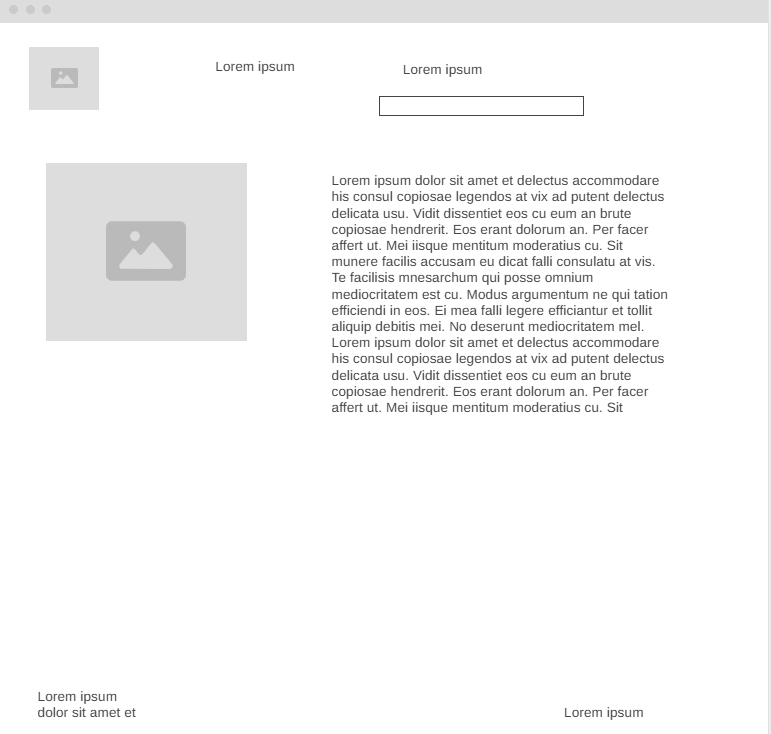 Lorem ipsum
Lorem ipsum
Lorem ipsum dolor sit amet et delectus accommodare
his consul copiosae legendos at vix ad putent delectus
delicata usu. Vidit dissentiet eos cu eum an brute
copiosae hendrerit. Eos erant dolorum an. Per facer
affert ut. Mei iisque mentitum moderatius cu. Sit
munere facilis accusam eu dicat falli consulatu at vis.
Te facilisis mnesarchum qui posse omnium
mediocritatem est cu. Modus argumentum ne qui tation
efficiendi in eos. Ei mea falli legere efficiantur et tollit
aliquip debitis mei. No deserunt mediocritatem mel.
Lorem ipsum dolor sit amet et delectus accommodare
his consul copiosae legendos at vix ad putent delectus
delicata usu. Vidit dissentiet eos cu eum an brute
copiosae hendrerit. Eos erant dolorum an. Per facer
affert ut. Mei iisque mentitum moderatius cu. Sit
Lorem ipsum
dolor sit amet et
Lorem ipsum